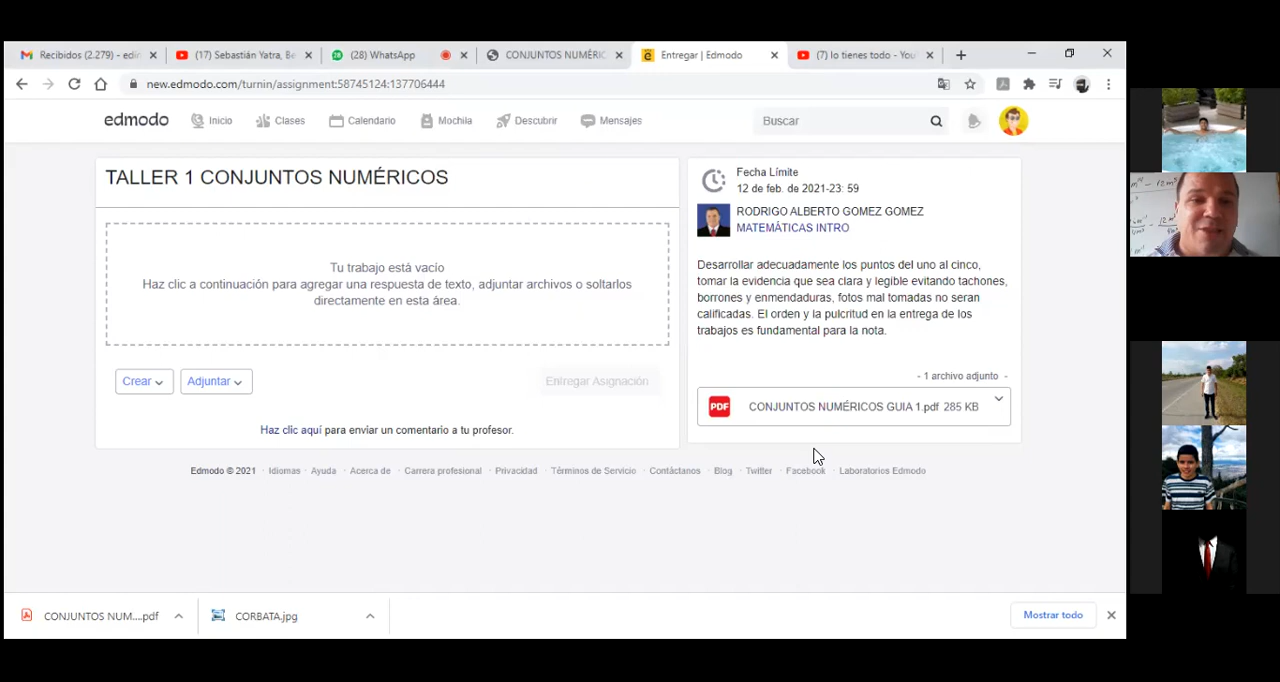 Recibidos (2.279) - edin
(17) Sebastián Yatra, Be
(28) WhatsApp
CONJUNTOS NUMÉRIC
Entregar | Edmodo
(7) lo tienes todo - You
new.edmodo.com/turnin/assignment:58745124:137706444
edmodo
Inicio
Clases
Calendario
Mochila
Descubrir
Mensajes
Buscar
TALLER 1 CONJUNTOS NUMÉRICOS
Tu trabajo está vacío
Haz clic a continuación para agregar una respuesta de texto, adjuntar archivos o soltarlos
directamente en esta área.
Crear
Adjuntar
Entregar Asignación
Haz clic aquí para enviar un comentario a tu profesor.
Fecha Límite
12 de feb. de 2021-23: 59
RODRIGO ALBERTO GOMEZ GOMEZ
MATEMÁTICAS INTRO
Desarrollar adecuadamente los puntos del uno al cinco,
tomar la evidencia que sea clara y legible evitando tachones,
borrones y enmendaduras, fotos mal tomadas no seran
calificadas. El orden y la pulcritud en la entrega de los
trabajos es fundamental para la nota.
- 1 archivo adjunto -
PDF
CONJUNTOS NUMÉRICOS GUIA 1.pdf 285 KB
Edmodo © 2021 · Idiomas · Ayuda · Acerca de · Carrera profesional · Privacidad · Términos de Servicio · Contáctanos · Blog · Twitter · Facebook · Laboratorios Edmodo
CONJUNTOS NUM....pdf
CORBATA.jpg
Mostrar todo